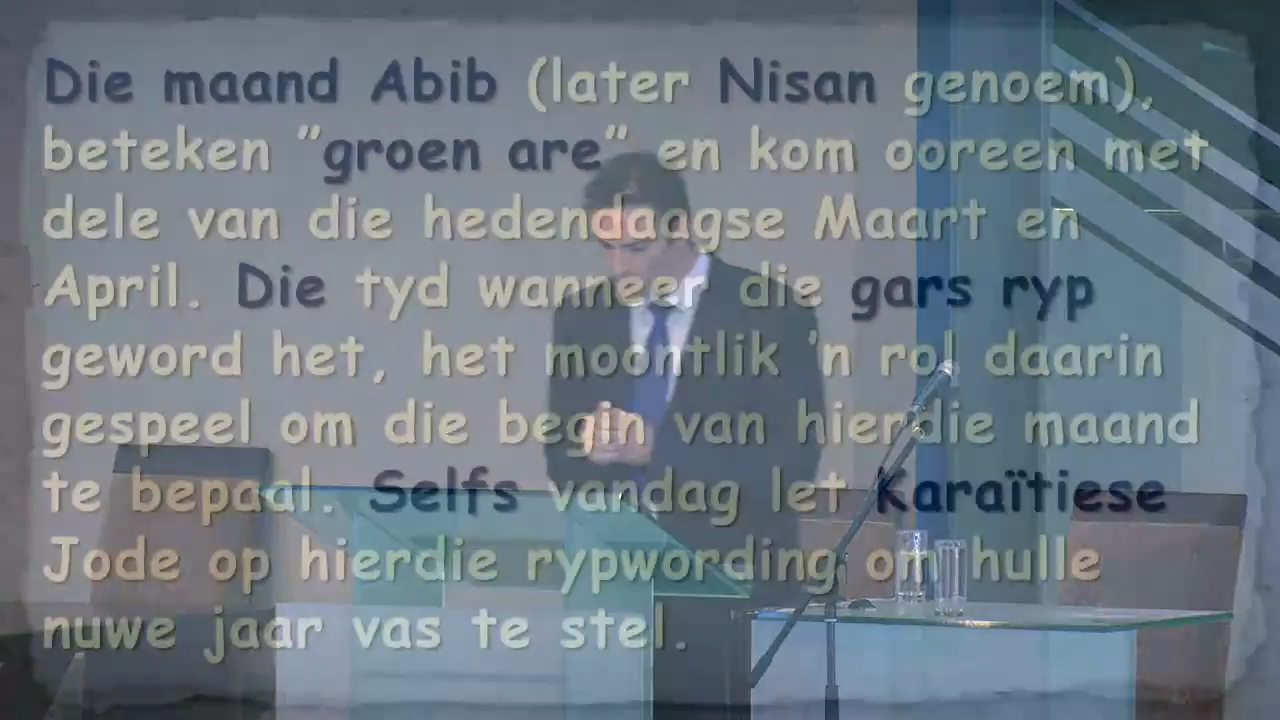 Die maand Abib (later Nisan genoem),
beteken "groen are" en kom ooreen met
dele van die hedendaagse Maart en
April. Die tyd wanneer die gars ryp
geword het, het moontlik 'n rol daarin
gespeel om die begin van hierdie maand
te bepaal. Selfs vandag let Karaïtiese
Jode op hierdie rypwording om hulle
nuwe jaar vas te stel.